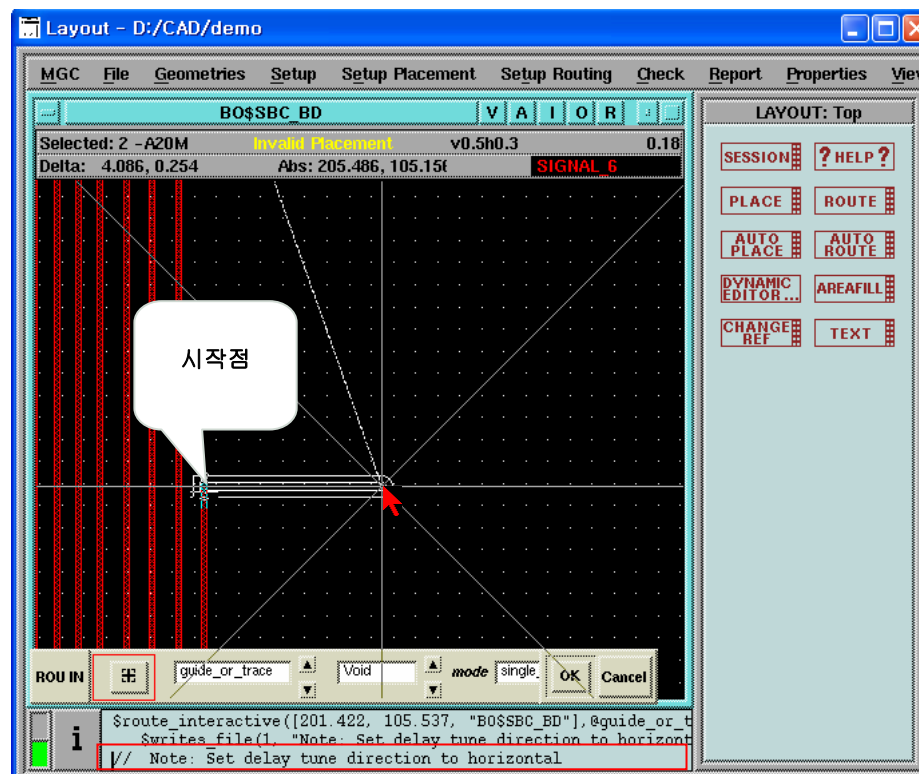 Layout - D:/CAD/demo
MGC File Geometries Setup Setup Placement Setup Routing Check Report Properties View
BO$SBC_BD V A I O R
Selected: 2 -A20M Invalid Placement v0.5h0.3 0.18
Delta: 4.086, 0.254 Abs: 205.486, 105.156 SIGNAL_6
시작점
ROU IN guide_or_trace Void mode single_ OK Cancel
i
$route_interactive([201.422, 105.537, "BO$SBC_BD"],@guide_or_t
$writes_file(1, "Note: Set delay tune direction to horizont
// Note: Set delay tune direction to horizontal
LAYOUT: Top
SESSION ? HELP ?
PLACE ROUTE
AUTO PLACE AUTO ROUTE
DYNAMIC EDITOR... AREAFILL
CHANGE REF TEXT